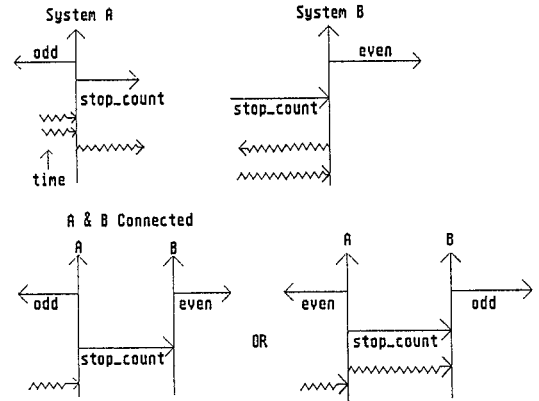 System A
System B
odd
even
stop_count
stop_count
time
A & B Connected
A
B
A
B
odd
even
even
odd
stop_count
OR
stop_count